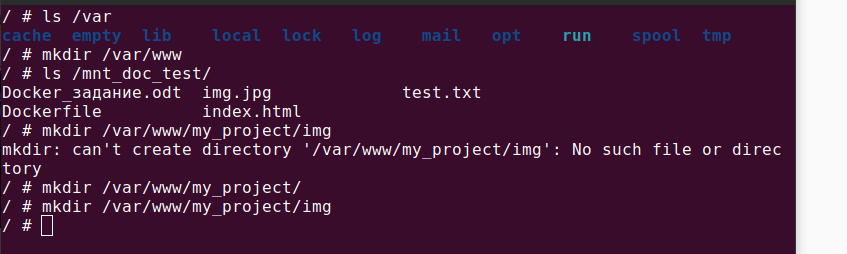 / # ls /var
cache  empty  lib    local  lock   log    mail   opt    run    spool  tmp
/ # mkdir /var/www
/ # ls /mnt_doc_test/
Docker_задание.odt  img.jpg             test.txt
Dockerfile          index.html
/ # mkdir /var/www/my_project/img
mkdir: can't create directory '/var/www/my_project/img': No such file or direc
tory
/ # mkdir /var/www/my_project/
/ # mkdir /var/www/my_project/img
/ #